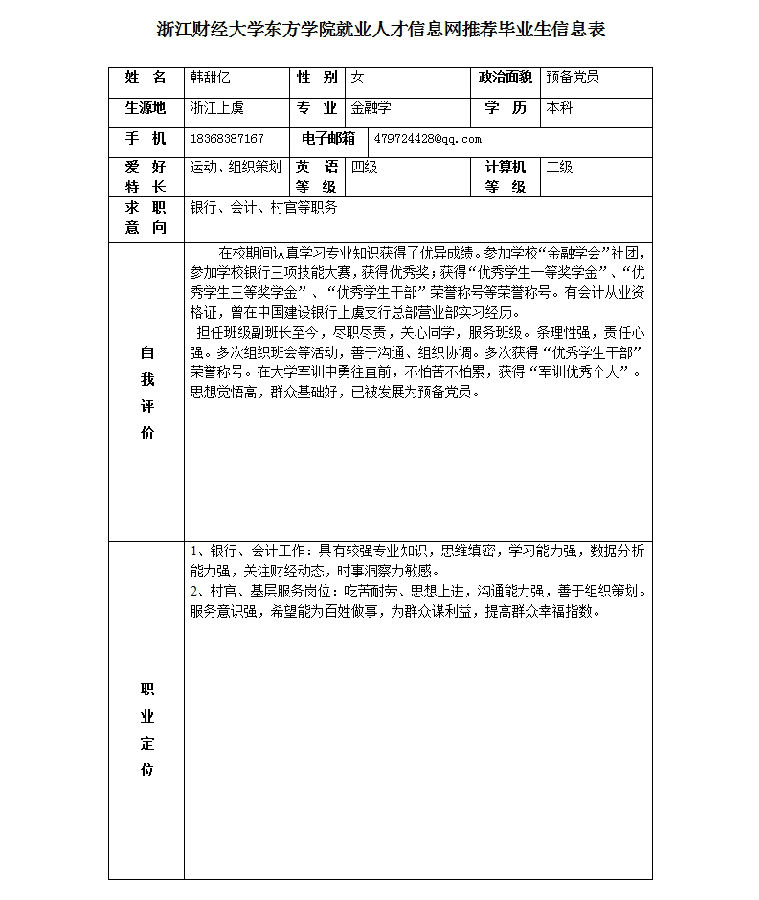 浙江财经大学东方学院就业人才信息网推荐毕业生信息表
姓 名 韩甜亿 性 别 女 政治面貌 预备党员
生源地 浙江上虞 专 业 金融学 学 历 本科
手 机 18368387167 电子邮箱 479724428@qq.com
爱 好 运动、组织策划 英 语 四级 计算机 二级
特 长 等 级 等 级
求 职 银行、会计、村官等职务
意 向
自我评价
在校期间认真学习专业知识获得了优异成绩。参加学校“金融学会”社团，
参加学校银行三项技能大赛，获得优秀奖；获得“优秀学生一等奖学金”、“优
秀学生三等奖学金”、“优秀学生干部”荣誉称号等荣誉称号。有会计从业资
格证，曾在中国建设银行上虞支行总部营业部实习经历。
担任班级副班长至今，尽职尽责，关心同学，服务班级。条理性强，责任心
强。多次组织班会等活动，善于沟通、组织协调。多次获得“优秀学生干部”
荣誉称号。在大学军训中勇往直前，不怕苦不怕累，获得“军训优秀个人”。
思想觉悟高，群众基础好，已被发展为预备党员。
职业定位
1、银行、会计工作：具有较强专业知识，思维缜密，学习能力强，数据分析
能力强，关注财经动态，时事洞察力敏感。
2、村官、基层服务岗位：吃苦耐劳、思想上进，沟通能力强，善于组织策划。
服务意识强，希望能为百姓做事，为群众谋利益，提高群众幸福指数。